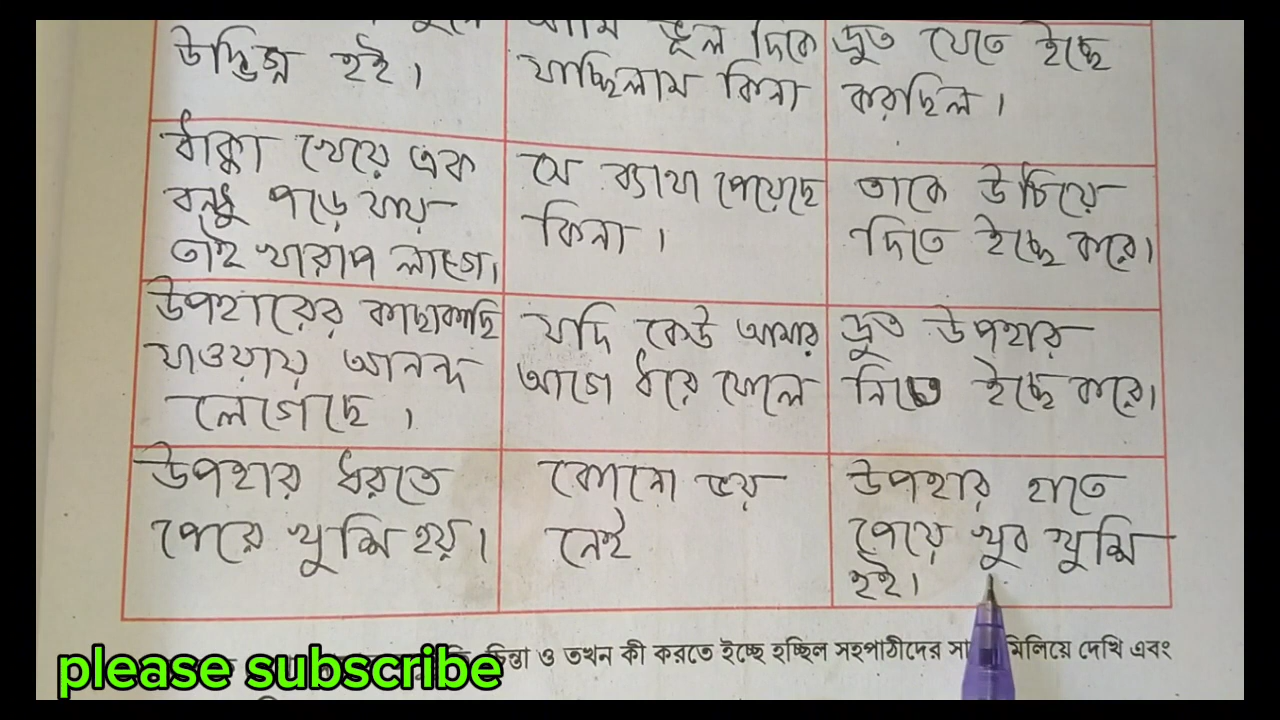 আমি ভুল দিকে
দ্রুত যেতে ইচ্ছে
উদ্বিগ্ন হই।
যাচ্ছিলাম কিনা
করছিল।
ধাক্কা খেয়ে এক
বন্ধু পড়ে যায়
তাই খারাপ লাগে।
সে ব্যাথা পেয়েছে
কিনা।
তাকে উঠিয়ে
দিতে ইচ্ছে করে।
উপহারের কাছাকাছি
যাওয়ায় আনন্দ
লেগেছে।
যদি কেউ আমার
আগে ধরে ফেলে
দ্রুত উপহার
নিতে ইচ্ছে করে।
উপহার ধরতে
পেরে খুশি হয়।
কোনো ভয়
নেই
উপহার হাতে
পেয়ে খুব খুশি
হই।
চিন্তা ও তখন কী করতে ইচ্ছে হচ্ছিল সহপাঠীদের মিলিয়ে দেখি এবং
please subscribe